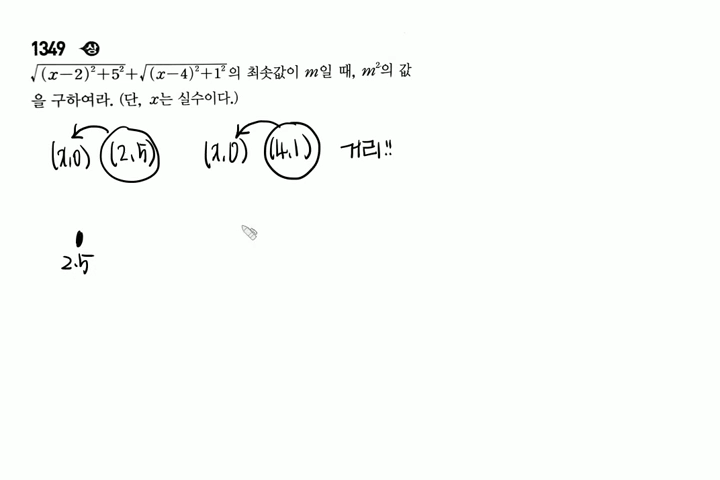 1349 상
√(x−2)²+5²+√(x−4)²+1²의 최솟값이 m일 때, m²의 값
을 구하여라. (단, x는 실수이다.)
(x,0) (2,5) (x,0) (4,1) 거리!!
2.5